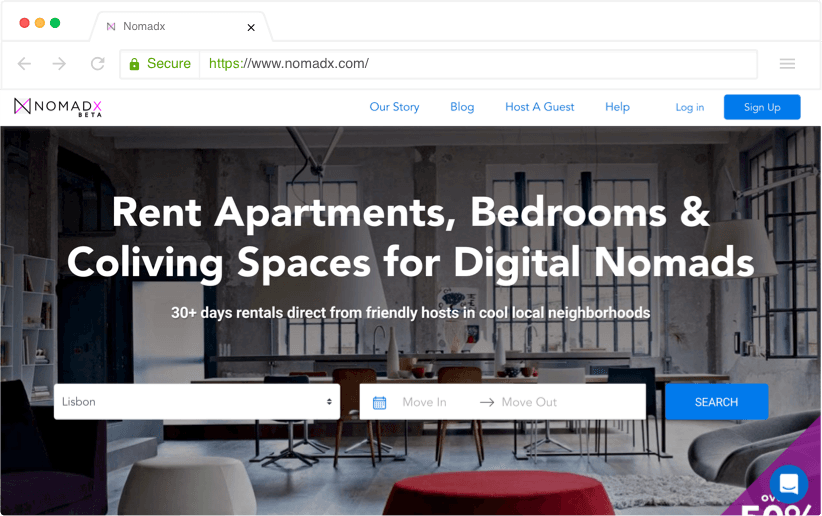 Nomadx
Secure https://www.nomadx.com/
NOMADX
BETA
Our Story Blog Host A Guest Help Log in Sign Up
Rent Apartments, Bedrooms &
Coliving Spaces for Digital Nomads
30+ days rentals direct from friendly hosts in cool local neighborhoods
Lisbon Move In Move Out SEARCH
50%